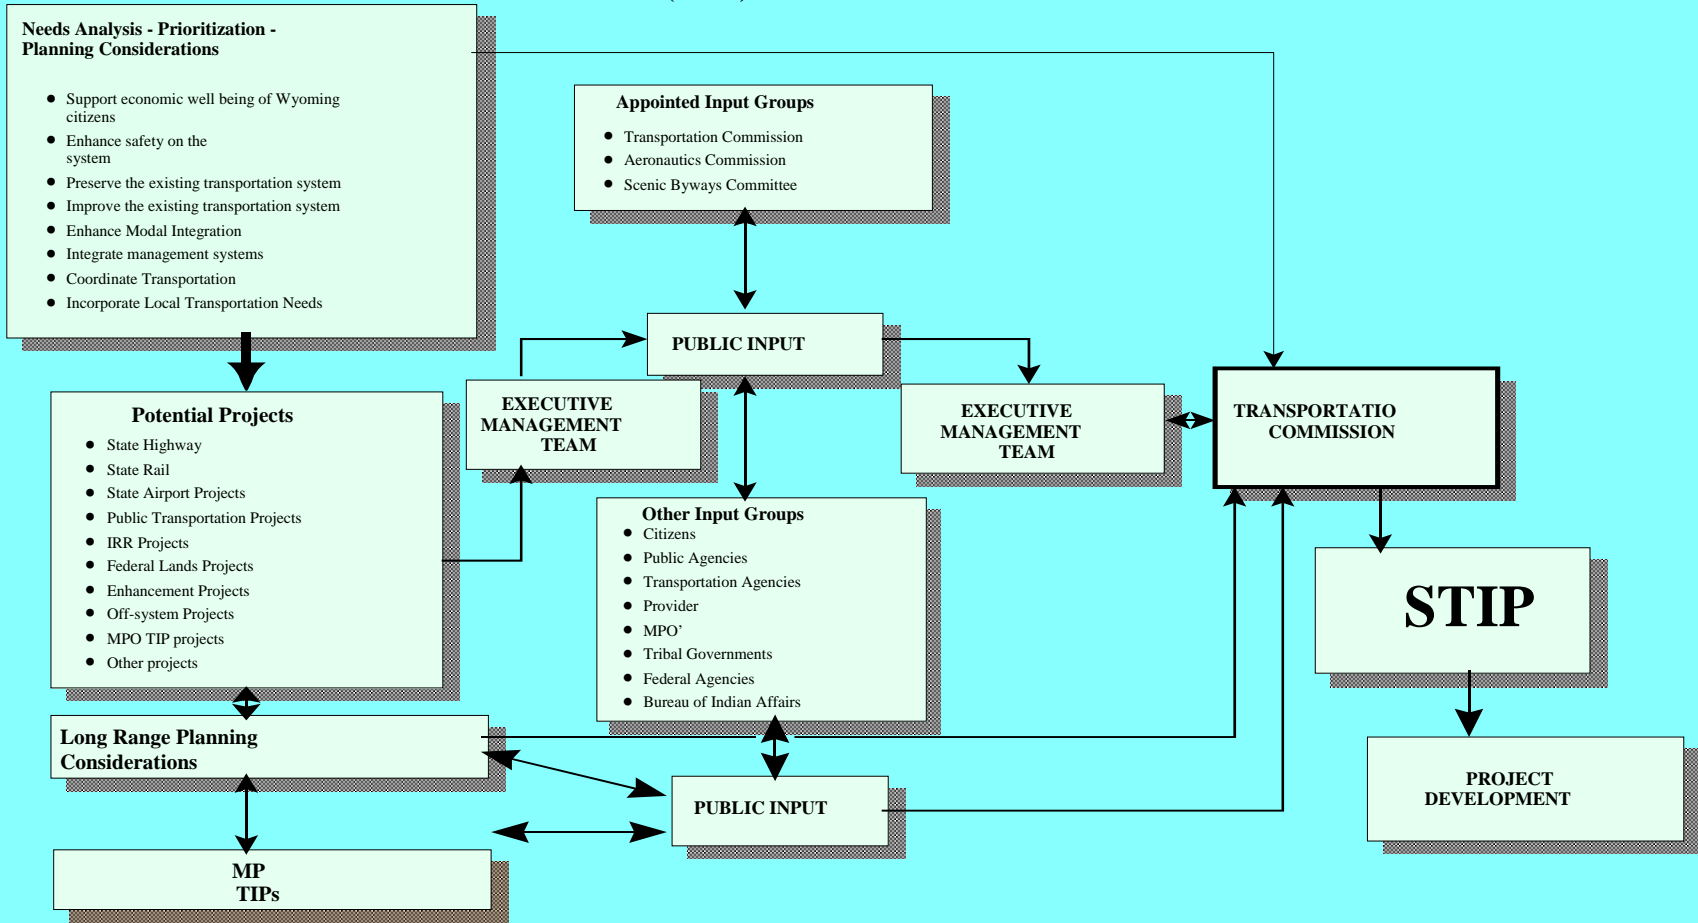 Needs Analysis - Prioritization -
Planning Considerations
● Support economic well being of Wyoming
citizens
● Enhance safety on the
system
● Preserve the existing transportation system
● Improve the existing transportation system
● Enhance Modal Integration
● Integrate management systems
● Coordinate Transportation
● Incorporate Local Transportation Needs
Appointed Input Groups
● Transportation Commission
● Aeronautics Commission
● Scenic Byways Committee
PUBLIC INPUT
Potential Projects
● State Highway
● State Rail
● State Airport Projects
● Public Transportation Projects
● IRR Projects
● Federal Lands Projects
● Enhancement Projects
● Off-system Projects
● MPO TIP projects
● Other projects
EXECUTIVE
MANAGEMENT
TEAM
EXECUTIVE
MANAGEMENT
TEAM
TRANSPORTATIO
COMMISSION
Other Input Groups
● Citizens
● Public Agencies
● Transportation Agencies
● Provider
● MPO'
● Tribal Governments
● Federal Agencies
● Bureau of Indian Affairs
STIP
Long Range Planning
Considerations
PUBLIC INPUT
PROJECT
DEVELOPMENT
MP
TIPs